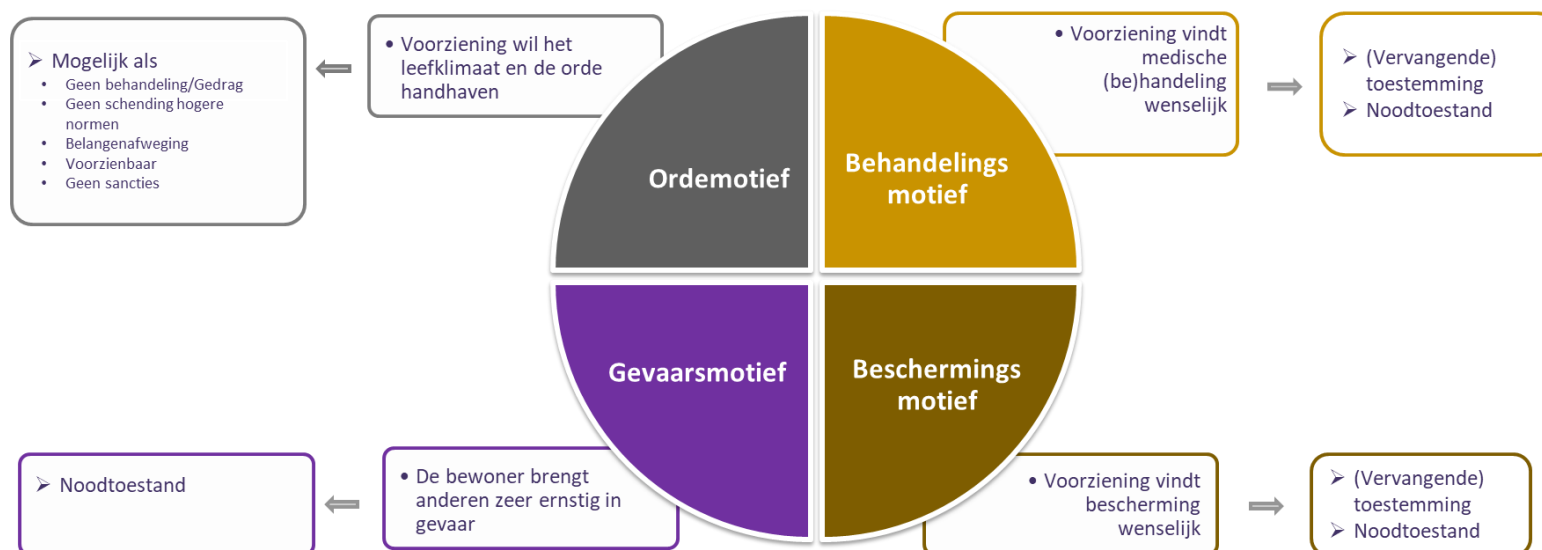 ➢ Mogelijk als
• Geen behandeling/Gedrag
• Geen schending hogere
normen
• Belangenafweging
• Voorzienbaar
• Geen sancties
• Voorziening wil het
leefklimaat en de orde
handhaven
Ordemotief
Behandelings
motief
• Voorziening vindt
medische
(be)handeling
wenselijk
➢ (Vervangende)
toestemming
➢ Noodtoestand
➢ Noodtoestand
• De bewoner brengt
anderen zeer ernstig in
gevaar
Gevaarsmotief
Beschermings
motief
• Voorziening vindt
bescherming
wenselijk
➢ (Vervangende)
toestemming
➢ Noodtoestand